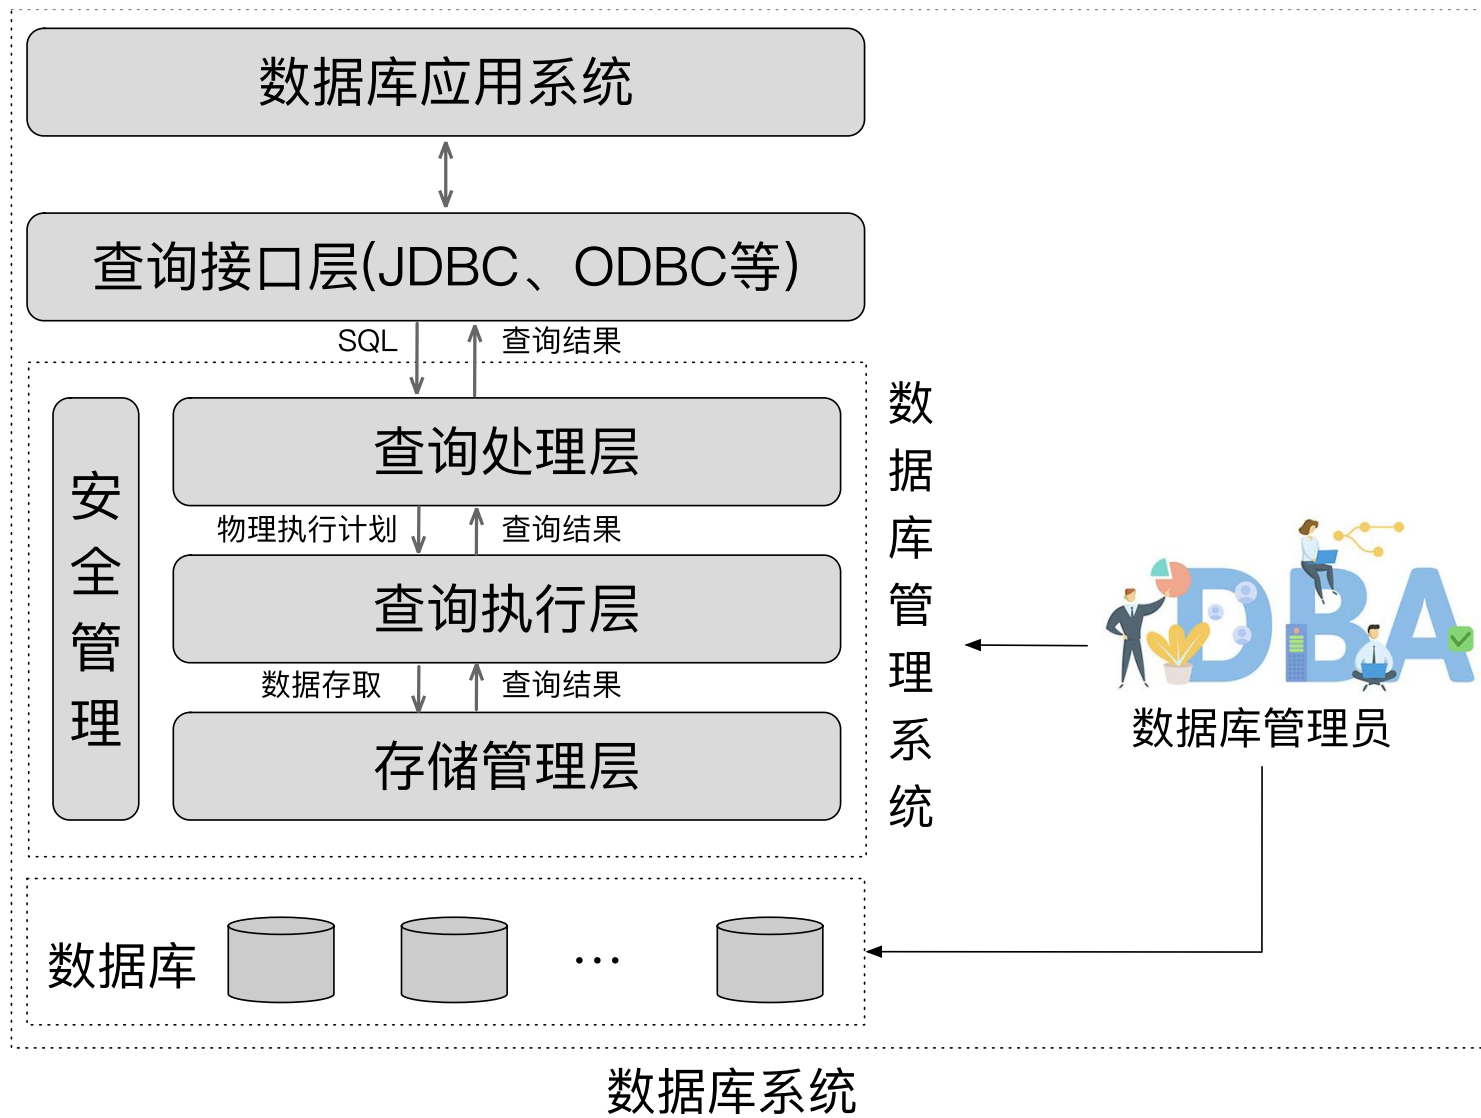 数据库应用系统
查询接口层(JDBC、ODBC等)
SQL
查询结果
安全管理
查询处理层
物理执行计划
查询结果
查询执行层
数据存取
查询结果
存储管理层
数据库管理系统
DBA
数据库管理员
数据库
...
数据库系统